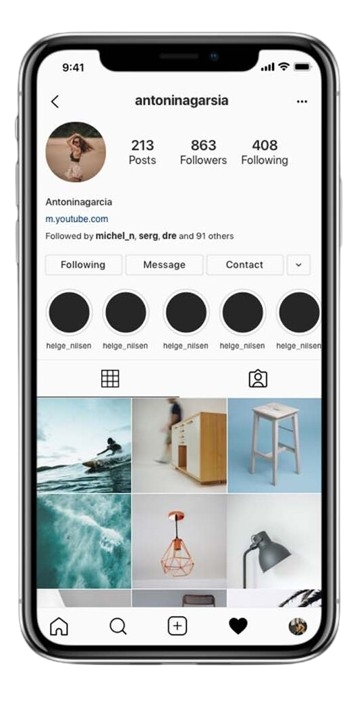 9:41
antoninagarsia
213 863 408
Posts Followers Following
Antoninagarcia
m.youtube.com
Followed by michel_n, serg, dre and 91 others
Following Message Contact
helge_nilsen helge_nilsen helge_nilsen helge_nilsen helge_nilsen